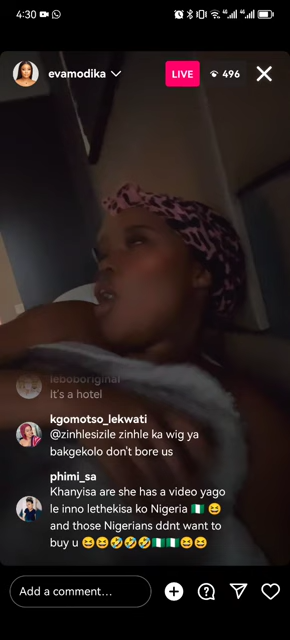 4:30
evamodika
LIVE
496
leboboriginal
It's a hotel
kgomotso_lekwati
@zinhlesizile zinhle ka wig ya
bakgekolo don't bore us
phimi_sa
Khanyisa are she has a video yago
le inno lethekisa ko Nigeria 🇳🇬 😆
and those Nigerians ddnt want to
buy u 😆😆🤣🤣🤣🇳🇬🇳🇬😆😆
Add a comment…